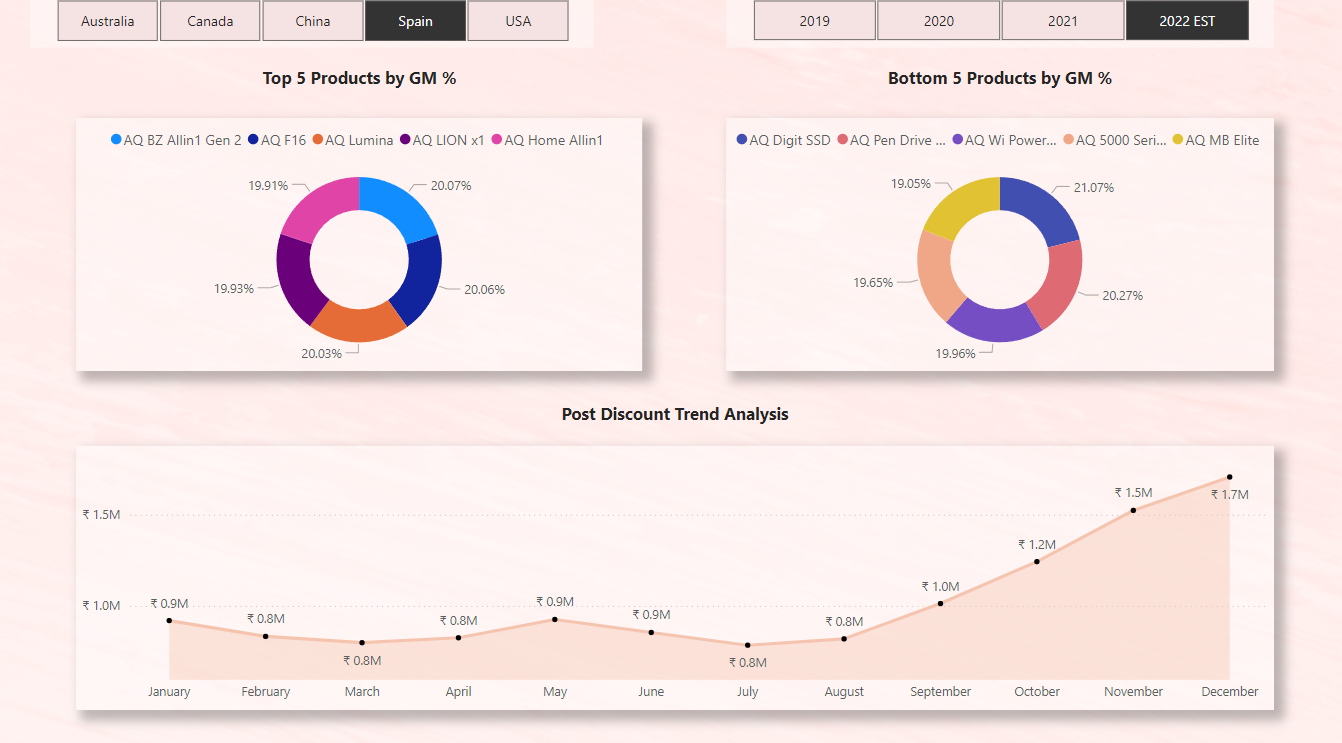 Australia Canada China Spain USA
2019 2020 2021 2022 EST
Top 5 Products by GM %
Bottom 5 Products by GM %
AQ BZ Allin1 Gen 2 AQ F16 AQ Lumina AQ LION x1 AQ Home Allin1
19.91% 20.07%
19.93% 20.06%
20.03%
AQ Digit SSD AQ Pen Drive ... AQ Wi Power... AQ 5000 Seri... AQ MB Elite
19.05% 21.07%
19.65% 20.27%
19.96%
Post Discount Trend Analysis
₹ 1.5M
₹ 1.0M
₹ 0.9M
₹ 0.8M
₹ 0.8M
₹ 0.8M
₹ 0.9M
₹ 0.9M
₹ 0.8M
₹ 0.8M
₹ 1.0M
₹ 1.2M
₹ 1.5M
₹ 1.7M
January February March April May June July August September October November December